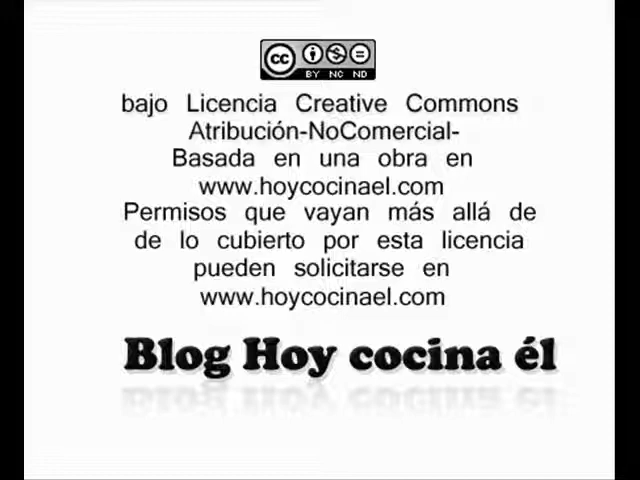 cc
BY NC ND
bajo Licencia Creative Commons
Atribución-NoComercial-
Basada en una obra en
www.hoycocinael.com
Permisos que vayan más allá de
de lo cubierto por esta licencia
pueden solicitarse en
www.hoycocinael.com
Blog Hoy cocina él